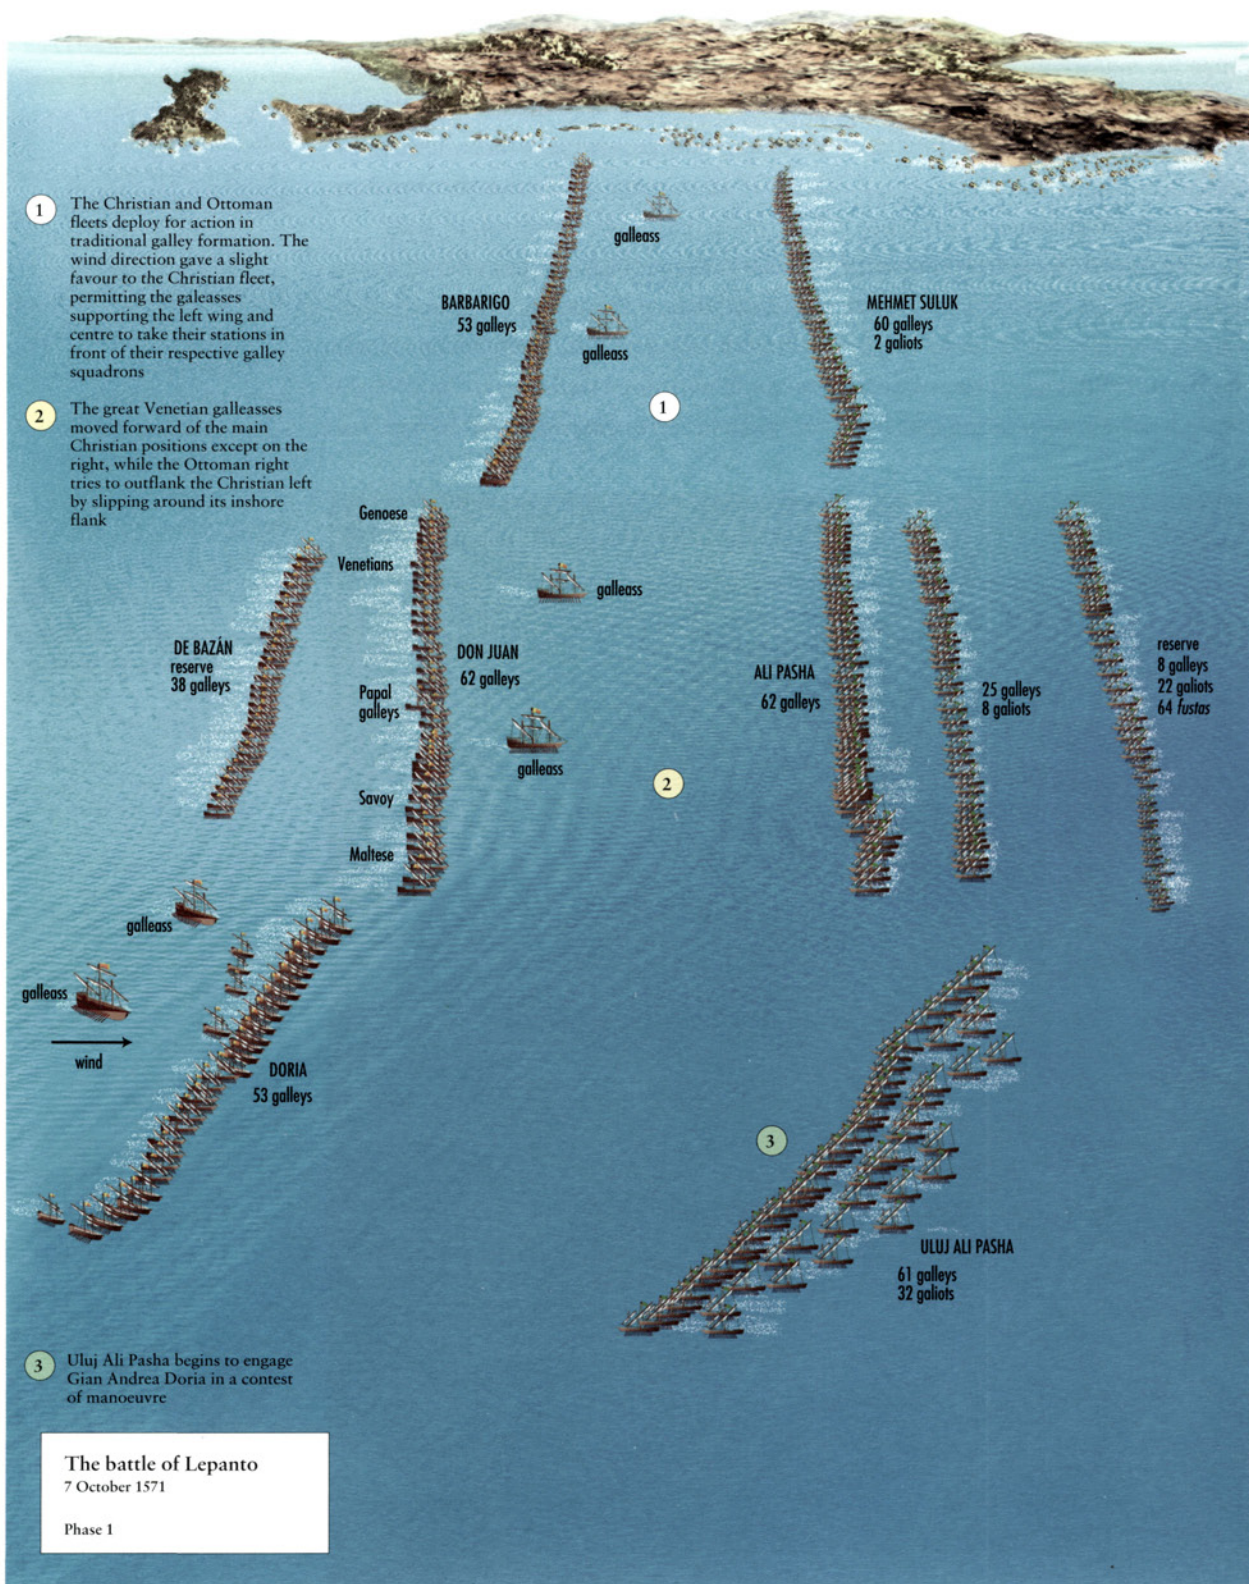 1
The Christian and Ottoman
fleets deploy for action in
traditional galley formation. The
wind direction gave a slight
favour to the Christian fleet,
permitting the galeasses
supporting the left wing and
centre to take their stations in
front of their respective galley
squadrons
2
The great Venetian galleasses
moved forward of the main
Christian positions except on the
right, while the Ottoman right
tries to outflank the Christian left
by slipping around its inshore
flank
galleass
BARBARIGO
53 galleys
galleass
MEHMET SULUK
60 galleys
2 galiots
1
Genoese
Venetians
galleass
DE BAZÁN
reserve
38 galleys
DON JUAN
62 galleys
Papal
galleys
galleass
ALI PASHA
62 galleys
25 galleys
8 galiots
reserve
8 galleys
22 galiots
64 fustas
2
Savoy
Maltese
galleass
galleass
wind
DORIA
53 galleys
3
ULUJ ALI PASHA
61 galleys
32 galiots
3
Uluj Ali Pasha begins to engage
Gian Andrea Doria in a contest
of manoeuvre
The battle of Lepanto
7 October 1571
Phase 1